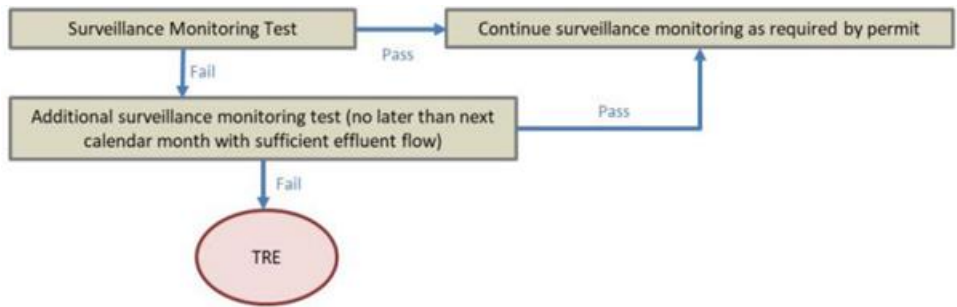 Surveillance Monitoring Test
Continue surveillance monitoring as required by permit
Pass
Fail
Additional surveillance monitoring test (no later than next
calendar month with sufficient effluent flow)
Pass
Fail
TRE